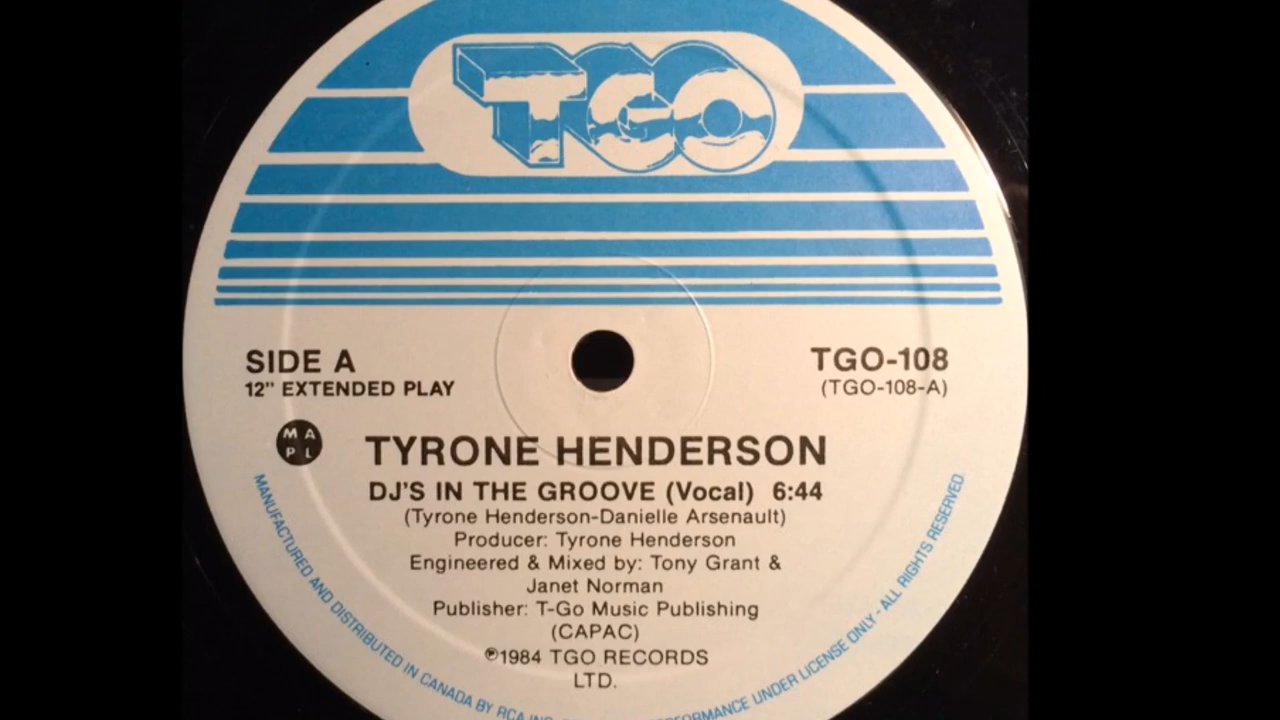 TGO
SIDE A
12" EXTENDED PLAY
TGO-108
(TGO-108-A)
M A
P L
TYRONE HENDERSON
DJ'S IN THE GROOVE (Vocal) 6:44
(Tyrone Henderson-Danielle Arsenault)
Producer: Tyrone Henderson
Engineered & Mixed by: Tony Grant &
Janet Norman
Publisher: T-Go Music Publishing
(CAPAC)
℗1984 TGO RECORDS
LTD.
MANUFACTURED AND DISTRIBUTED IN CANADA BY RCA INC. PERFORMANCE UNDER LICENSE ONLY - ALL RIGHTS RESERVED.